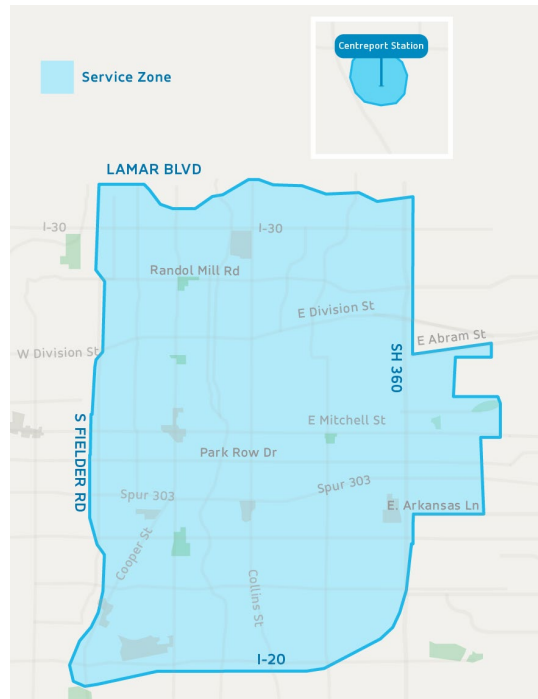 Centreport Station
Service Zone
LAMAR BLVD
I-30
I-30
Randol Mill Rd
E Division St
E Abram St
W Division St
SH 360
S FIELDER RD
E Mitchell St
Park Row Dr
Spur 303
Spur 303
E. Arkansas Ln
Cooper St
Collins St
I-20